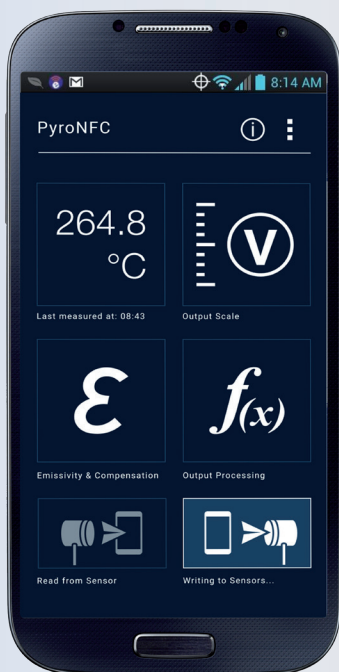 8:14 AM
PyroNFC
264.8
°C
V
Last measured at: 08:43
Output Scale
ε
f(x)
Emissivity & Compensation
Output Processing
Read from Sensor
Writing to Sensors...